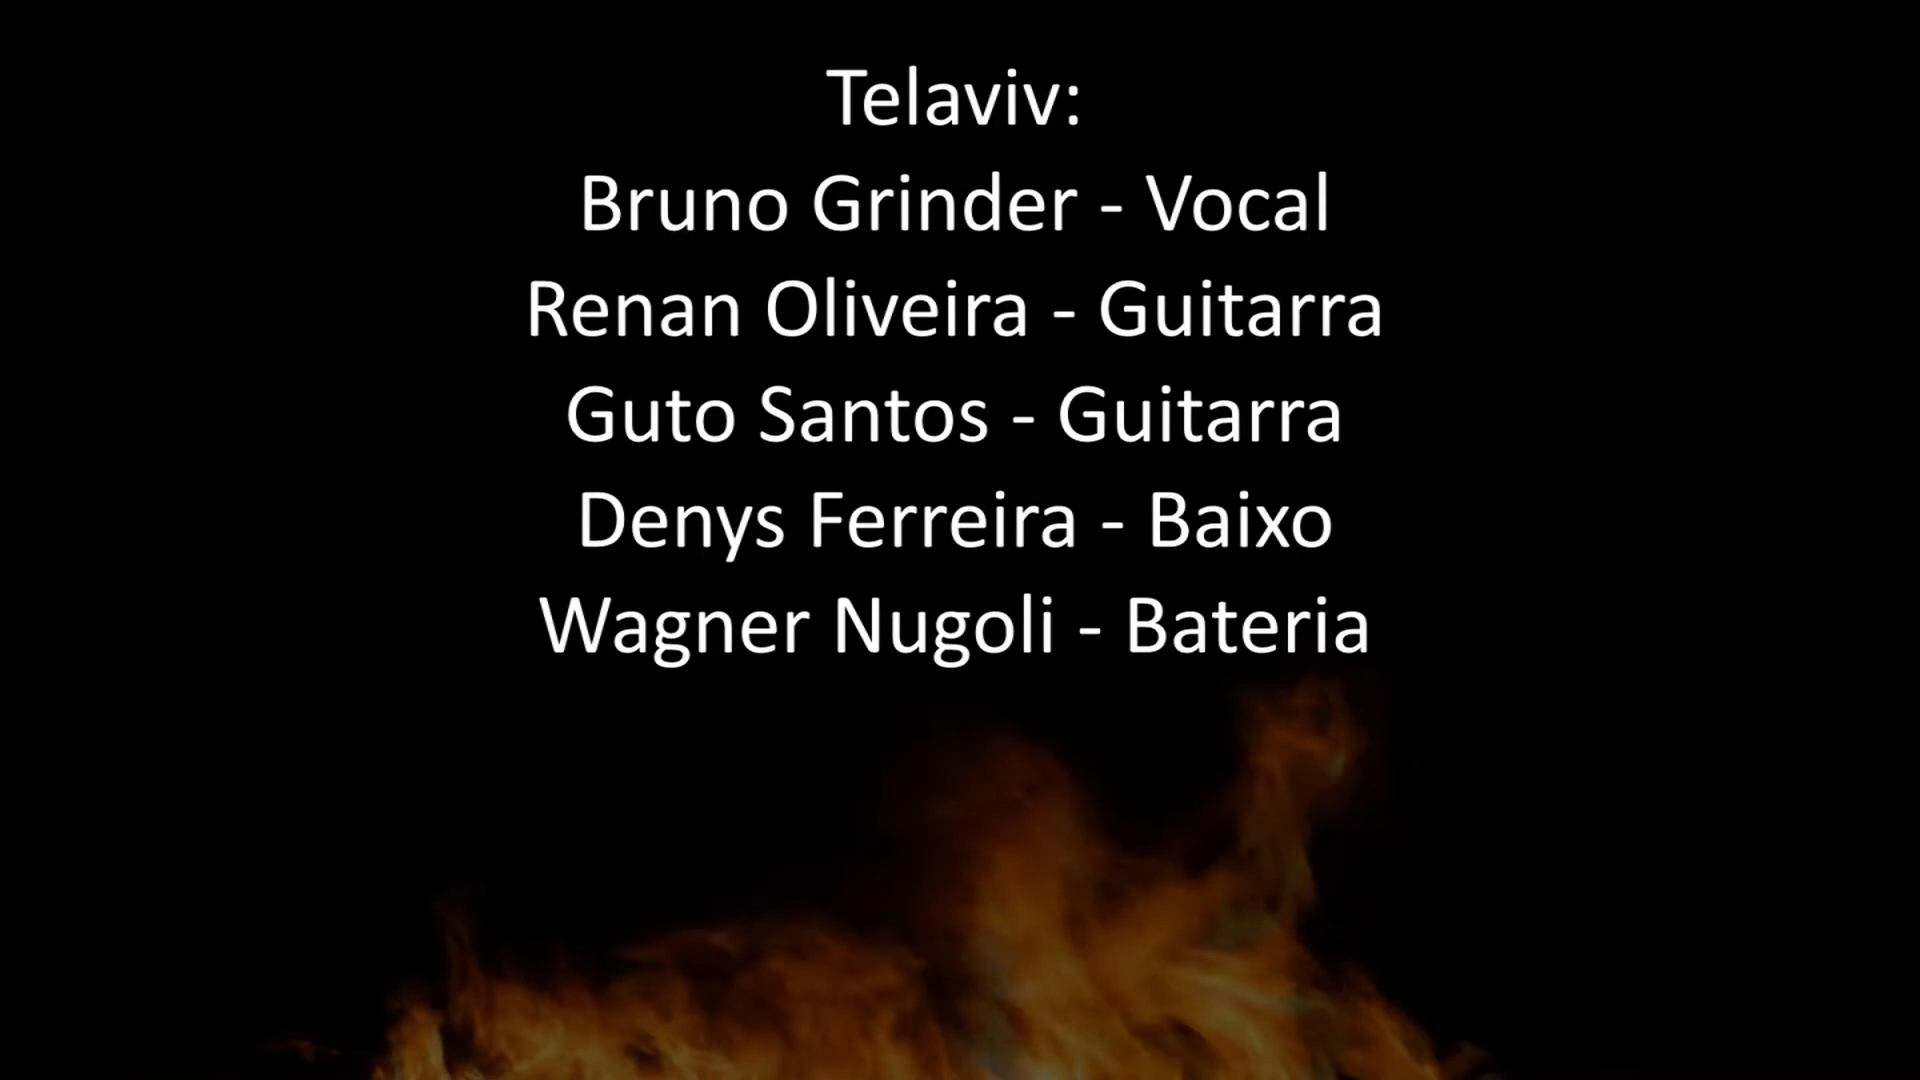 Telaviv:
Bruno Grinder - Vocal
Renan Oliveira - Guitarra
Guto Santos - Guitarra
Denys Ferreira - Baixo
Wagner Nugoli - Bateria